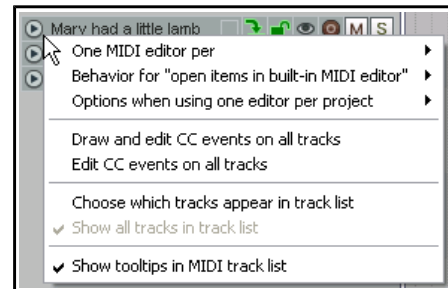 Mary had a little lamb M S
One MIDI editor per
Behavior for "open items in built-in MIDI editor"
Options when using one editor per project
Draw and edit CC events on all tracks
Edit CC events on all tracks
Choose which tracks appear in track list
Show all tracks in track list
Show tooltips in MIDI track list